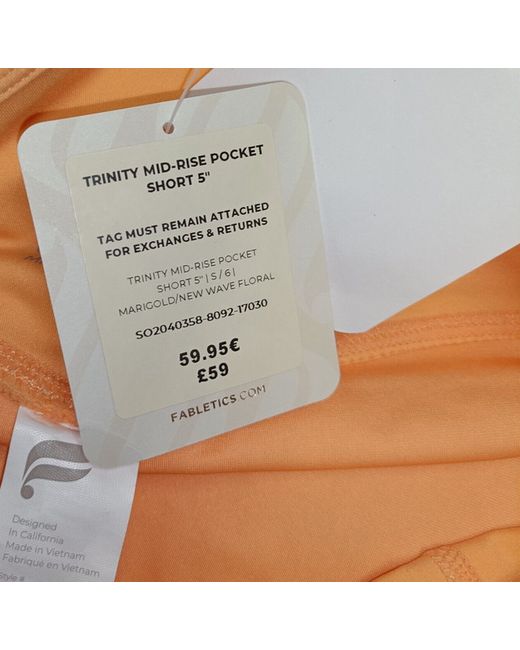 TRINITY MID-RISE POCKET
SHORT 5"
TAG MUST REMAIN ATTACHED
FOR EXCHANGES & RETURNS
TRINITY MID-RISE POCKET
SHORT 5" | S / 6 |
MARIGOLD/NEW WAVE FLORAL
SO2040358-8092-17030
59.95€
£59
FABLETICS.COM
Designed
In California
Made in Vietnam
Fabriqué en Vietnam
Style #